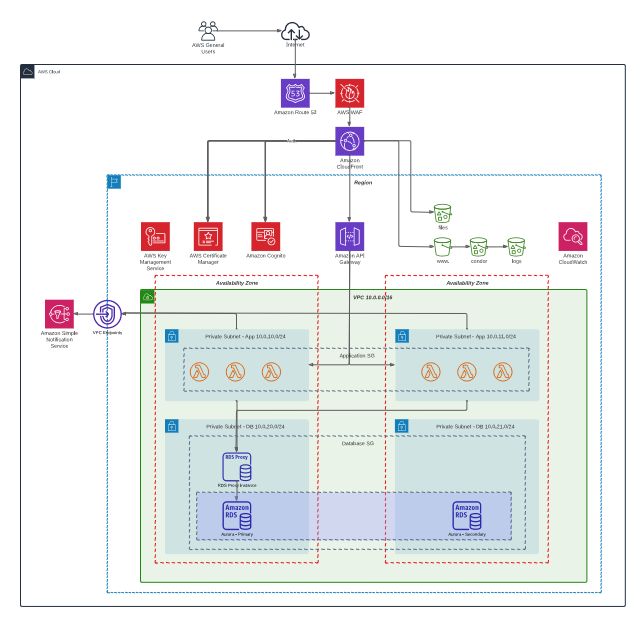 AWS General
Users
Internet
AWS Cloud
53
Amazon Route 53
AWS WAF
Auth
Amazon
CloudFront
Region
files
AWS Key
Management
Service
AWS Certificate
Manager
Amazon Cognito
Amazon API
Gateway
www.
condor
logs
Amazon
CloudWatch
Availability Zone
Availability Zone
VPC 10.0.0.0/16
Amazon Simple
Notification
Service
VPC Endpoints
Private Subnet - App 10.0.10.0/24
Private Subnet - App 10.0.11.0/24
Application SG
Private Subnet - DB 10.0.20.0/24
Private Subnet - DB 10.0.21.0/24
Database SG
RDS Proxy
RDS Proxy Instance
Amazon
RDS
Aurora • Primary
Amazon
RDS
Aurora • Secondary